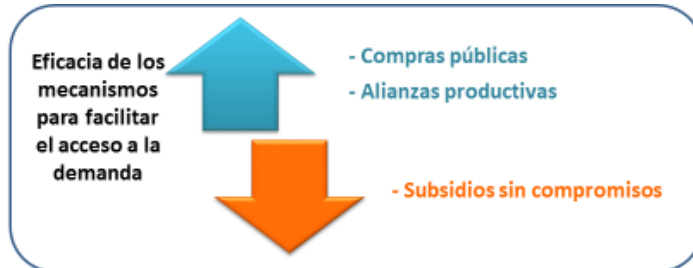 Eficacia de los
mecanismos
para facilitar
el acceso a la
demanda
- Compras públicas
- Alianzas productivas
- Subsidios sin compromisos